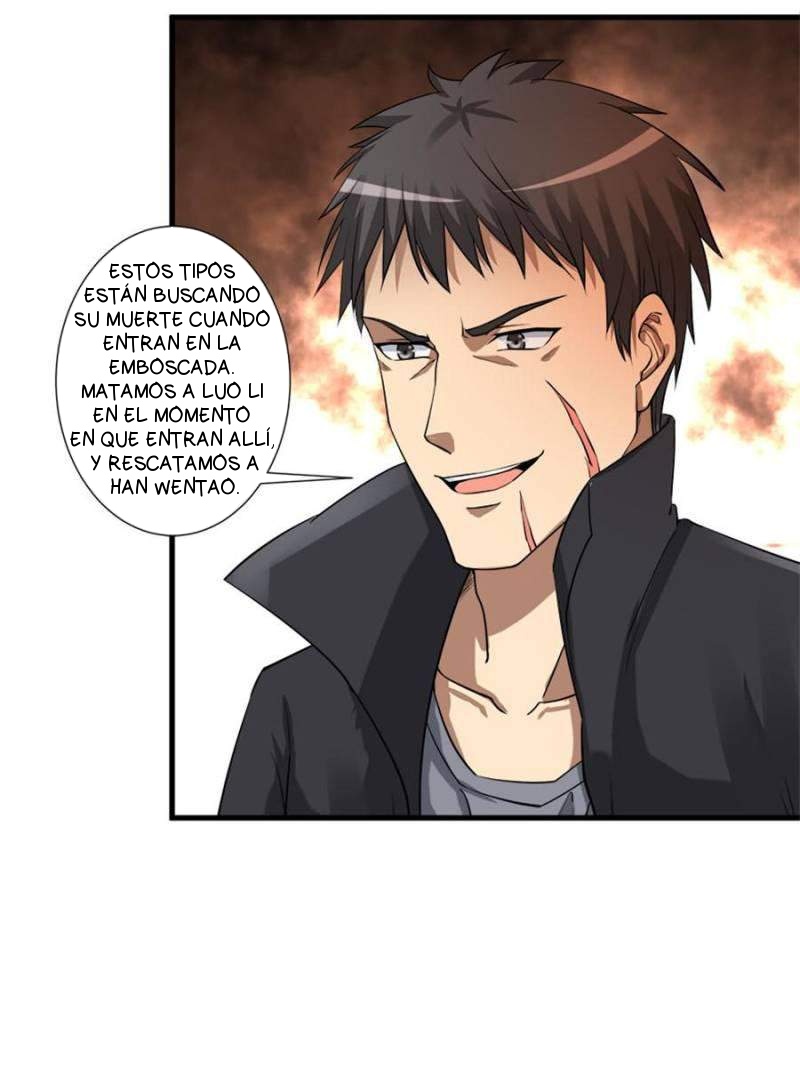 ESTOS TIPOS
ESTÁN BUSCANDO
SU MUERTE CUANDO
ENTRAN EN LA
EMBOSCADA.
MATAMOS A LUO LI
EN EL MOMENTO
EN QUE ENTRAN ALLÍ,
Y RESCATAMOS A
HAN WENTAO.